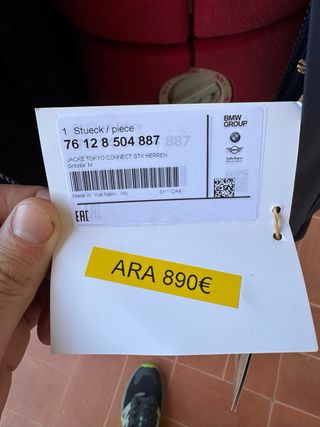 1 Stueck / piece
76 12 8 504 887
BMW
GROUP
JACKE TOKYO CONNECT GTX HERREN
Grösse: M
Made in: Viet Nam - VN
EAC
ARA 890€